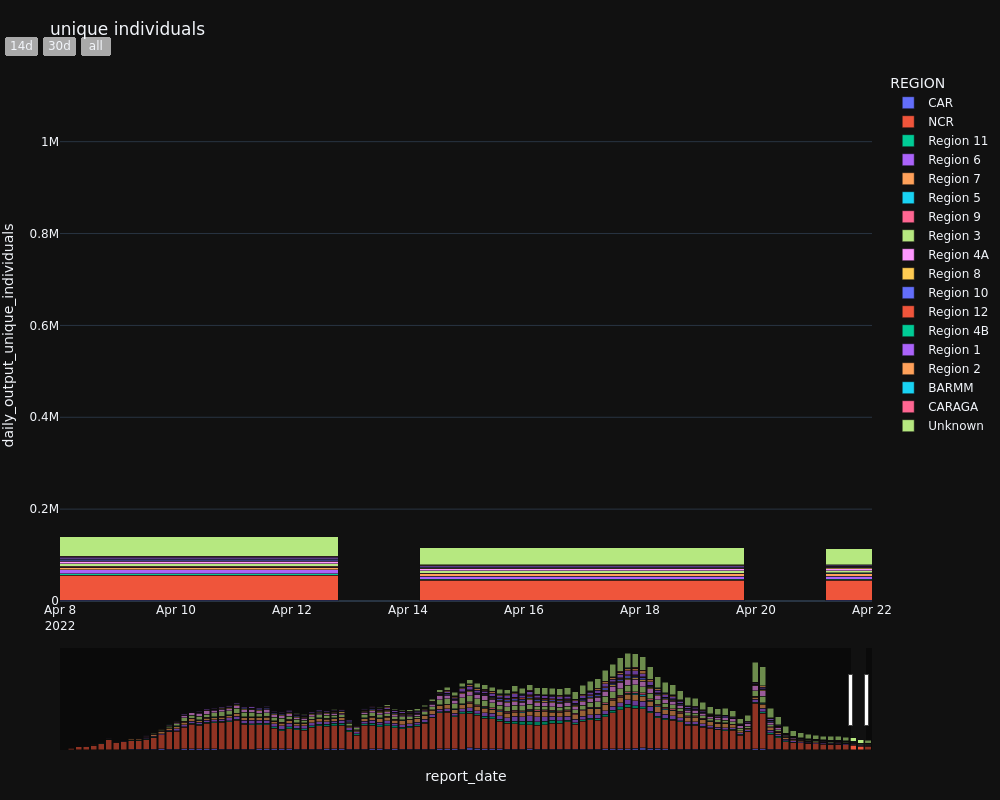 unique individuals
14d 30d all
REGION
CAR
NCR
Region 11
Region 6
Region 7
Region 5
Region 9
Region 3
Region 4A
Region 8
Region 10
Region 12
Region 4B
Region 1
Region 2
BARMM
CARAGA
Unknown
daily_output_unique_individuals
1M
0.8M
0.6M
0.4M
0.2M
0
Apr 8 Apr 10 Apr 12 Apr 14 Apr 16 Apr 18 Apr 20 Apr 22
2022
report_date